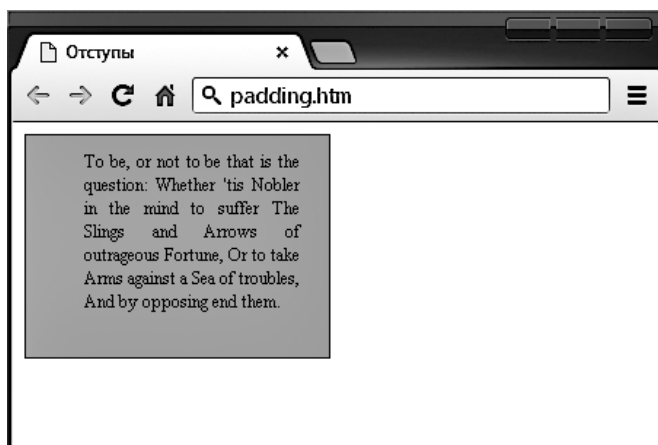 Отступы
padding.htm
To be, or not to be that is the
question: Whether 'tis Nobler
in the mind to suffer The
Slings and Arrows of
outrageous Fortune, Or to take
Arms against a Sea of troubles,
And by opposing end them.